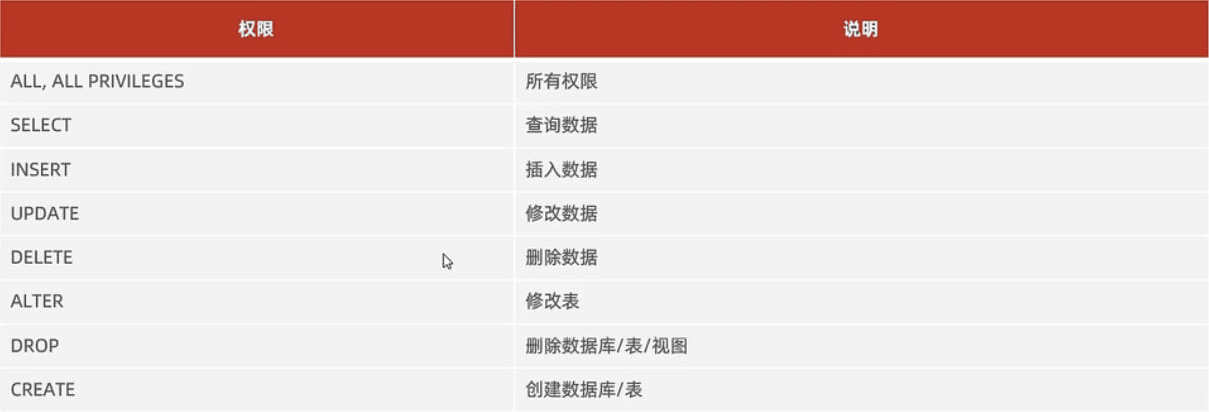 权限 说明
ALL, ALL PRIVILEGES 所有权限
SELECT 查询数据
INSERT 插入数据
UPDATE 修改数据
DELETE 删除数据
ALTER 修改表
DROP 删除数据库/表/视图
CREATE 创建数据库/表